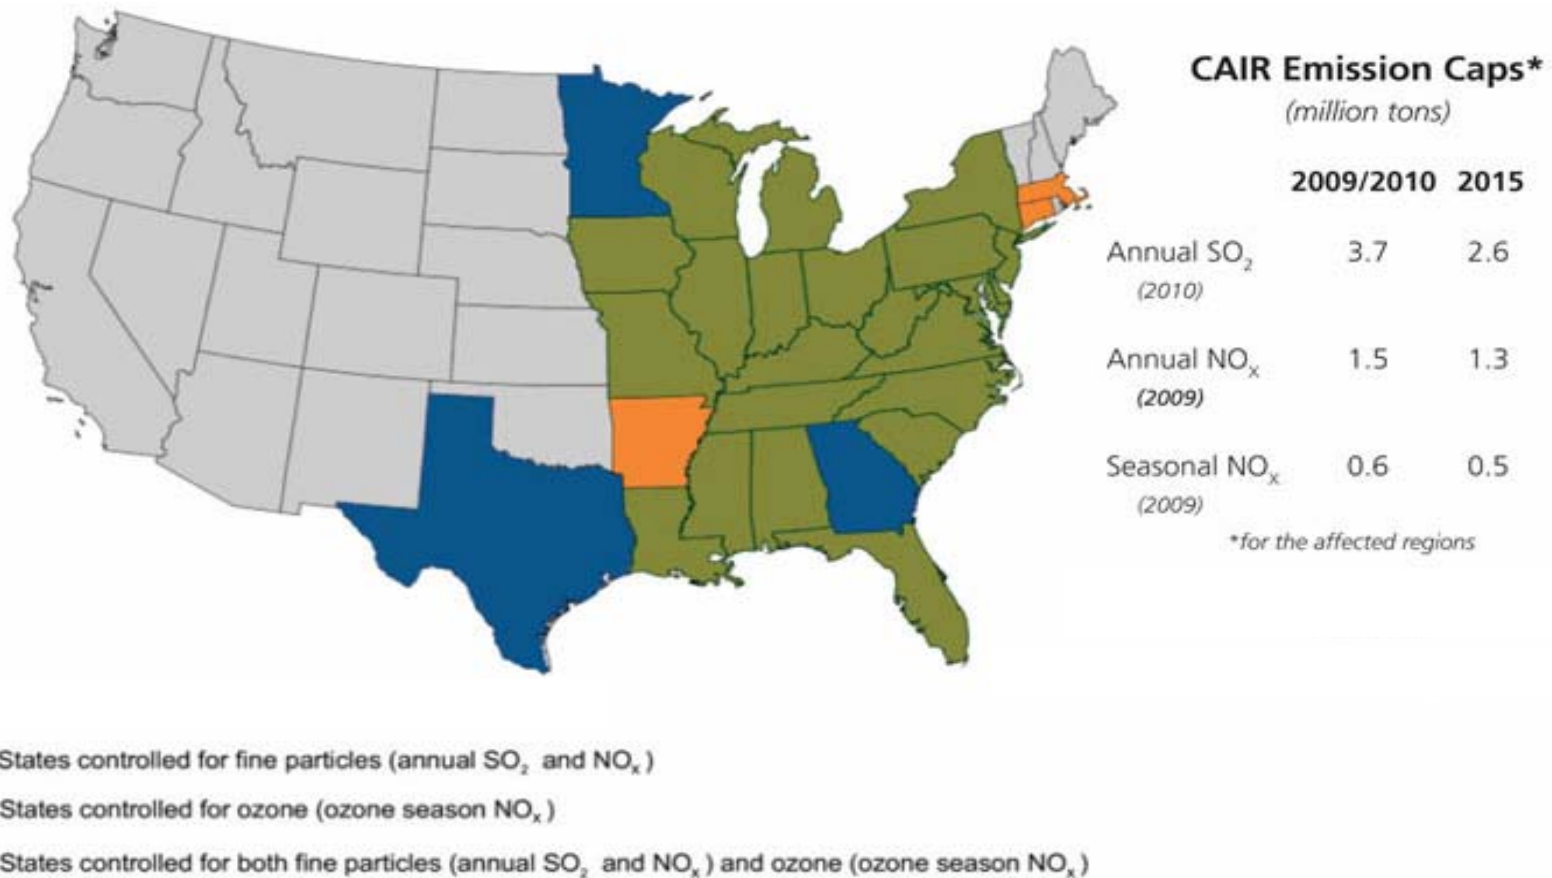 CAIR Emission Caps*
(million tons)
2009/2010 2015
Annual SO₂ 3.7 2.6
(2010)
Annual NOₓ 1.5 1.3
(2009)
Seasonal NOₓ 0.6 0.5
(2009)
*for the affected regions
States controlled for fine particles (annual SO₂ and NOₓ)
States controlled for ozone (ozone season NOₓ)
States controlled for both fine particles (annual SO₂ and NOₓ) and ozone (ozone season NOₓ)